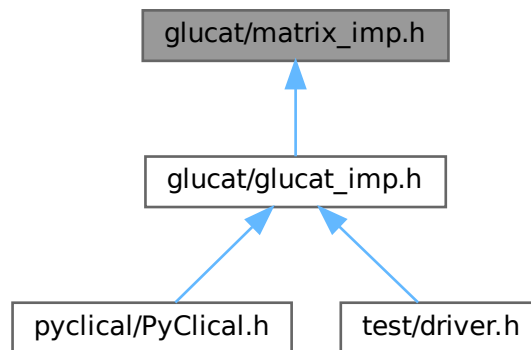 glucat/matrix_imp.h
glucat/glucat_imp.h
pyclical/PyClical.h
test/driver.h